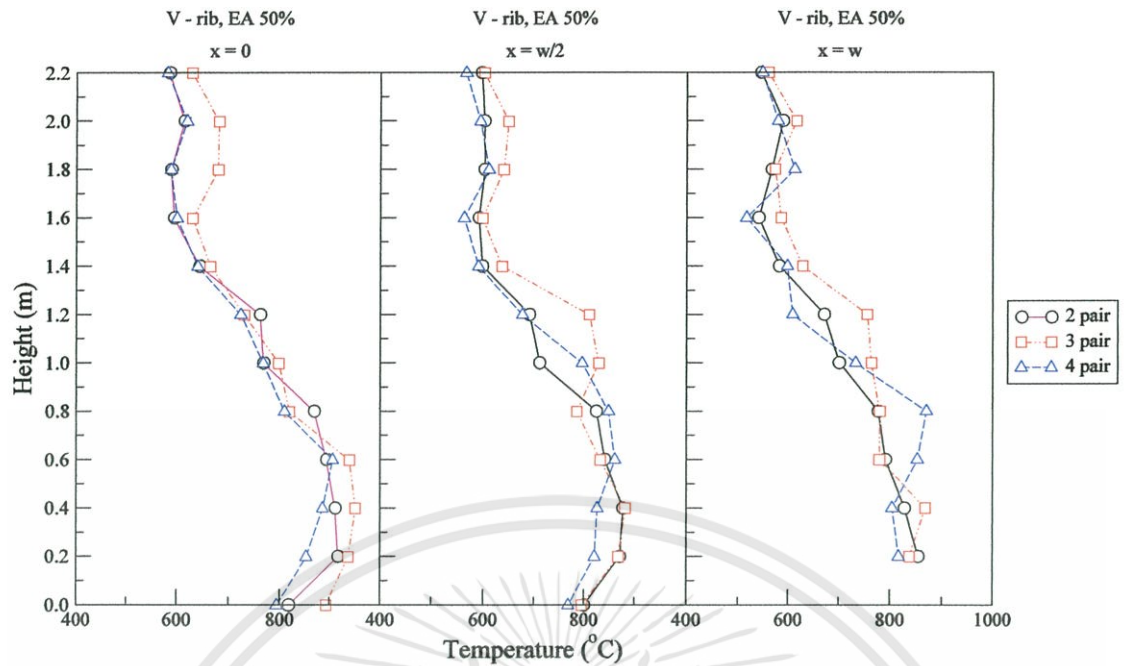 V - rib, EA 50%
x = 0
V - rib, EA 50%
x = w/2
V - rib, EA 50%
x = w
2.2
2.0
1.8
1.6
1.4
1.2
1.0
0.8
0.6
0.4
0.2
0.0
Height (m)
2 pair
3 pair
4 pair
400 600 800 400 600 800 400 600 800 1000
Temperature (°C)